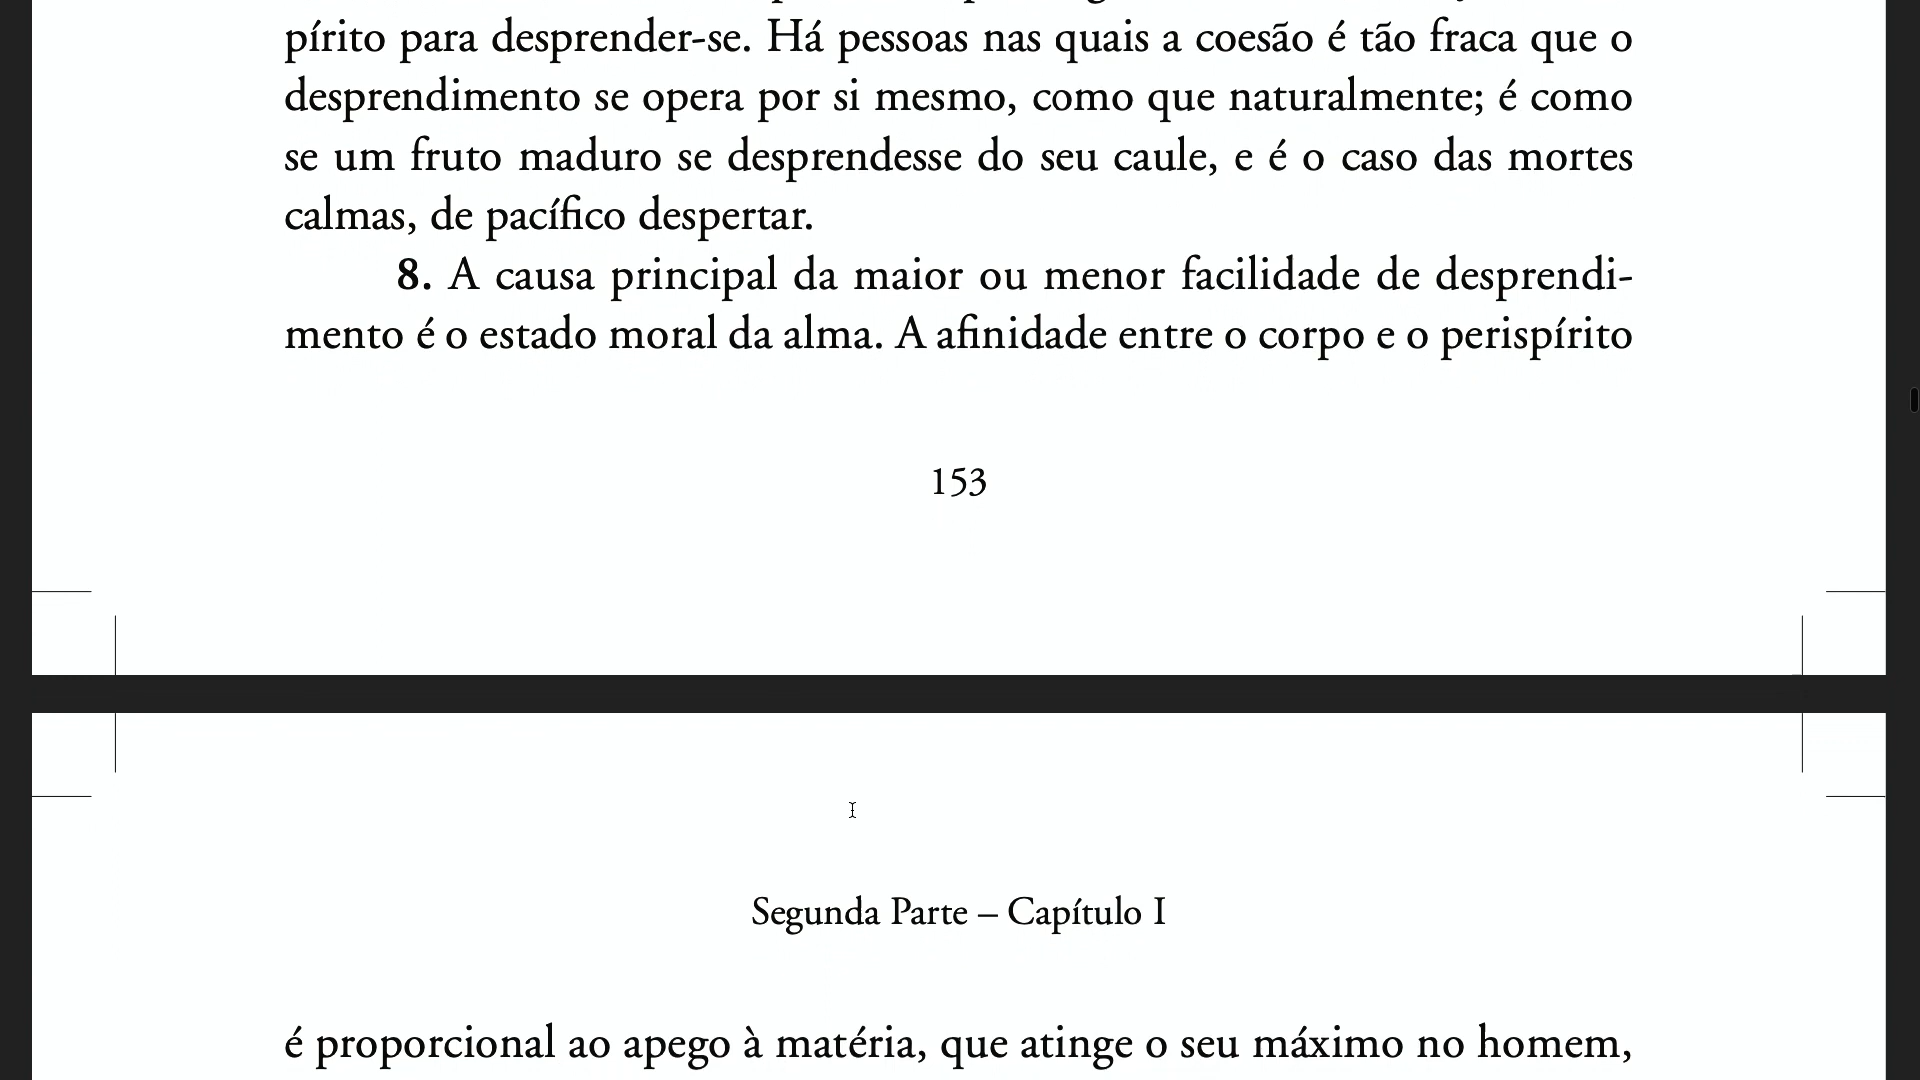 pírito para desprender-se. Há pessoas nas quais a coesão é tão fraca que o
desprendimento se opera por si mesmo, como que naturalmente; é como
se um fruto maduro se desprendesse do seu caule, e é o caso das mortes
calmas, de pacífico despertar.
8. A causa principal da maior ou menor facilidade de desprendi-
mento é o estado moral da alma. A afinidade entre o corpo e o perispírito
153
Segunda Parte – Capítulo I
é proporcional ao apego à matéria, que atinge o seu máximo no homem,